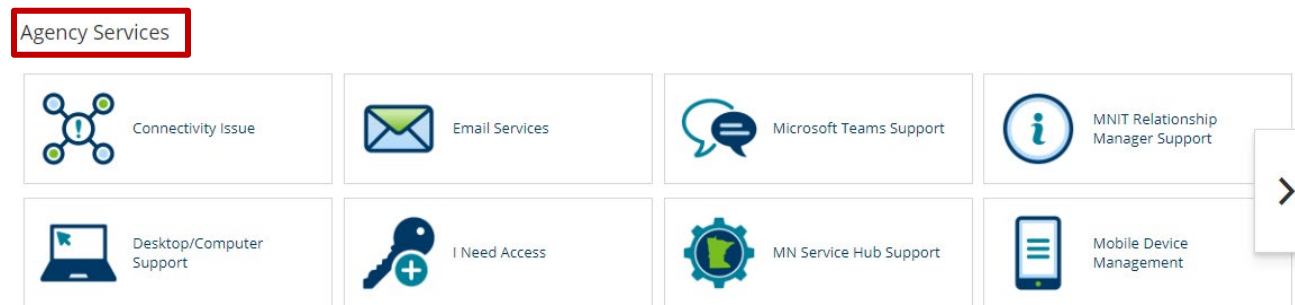 Agency Services
Connectivity Issue
Email Services
Microsoft Teams Support
MNIT Relationship
Manager Support
Desktop/Computer
Support
I Need Access
MN Service Hub Support
Mobile Device
Management